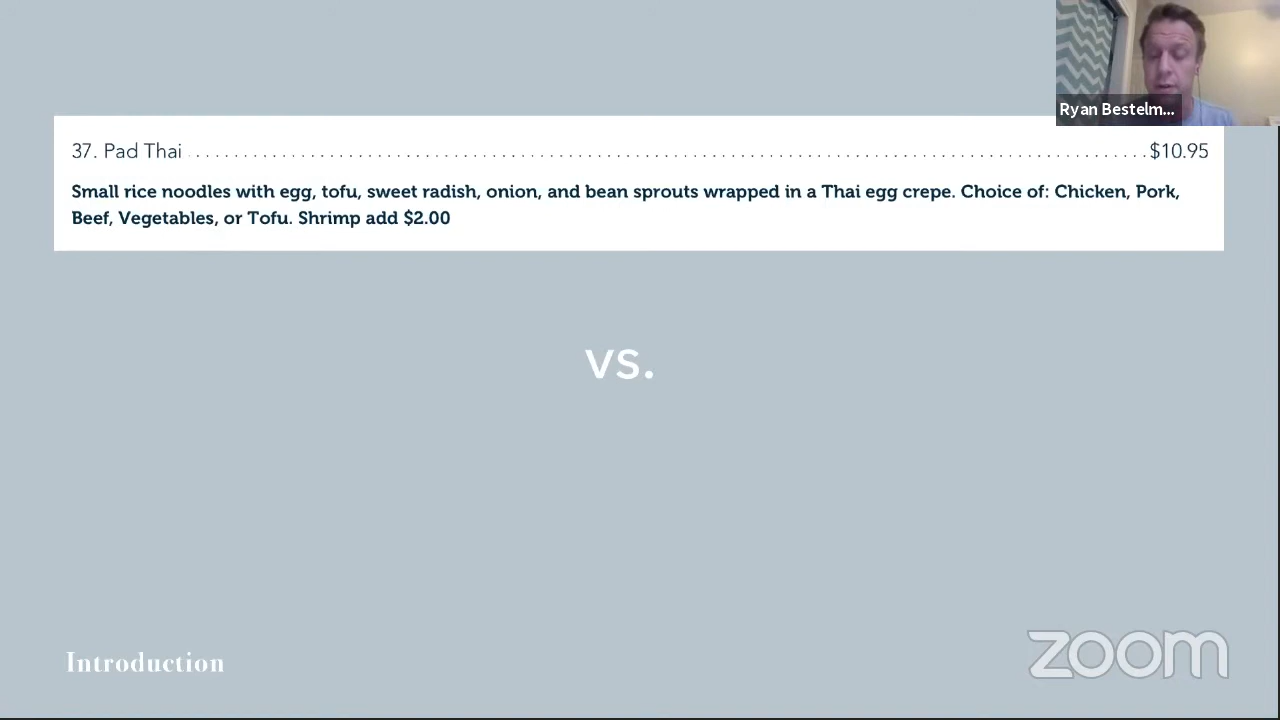 Ryan Bestelm...
37. Pad Thai ........................................................................................................ $10.95
Small rice noodles with egg, tofu, sweet radish, onion, and bean sprouts wrapped in a Thai egg crepe. Choice of: Chicken, Pork,
Beef, Vegetables, or Tofu. Shrimp add $2.00
vs.
Introduction
zoom